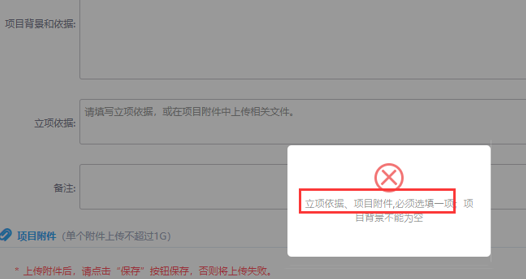 项目背景和依据:
请填写立项依据，或在项目附件中上传相关文件。
立项依据:
备注:
立项依据、项目附件,必须选填一项；项
目背景不能为空
项目附件（单个附件上传不超过1G）
* 上传附件后，请点击“保存”按钮保存，否则将上传失败。